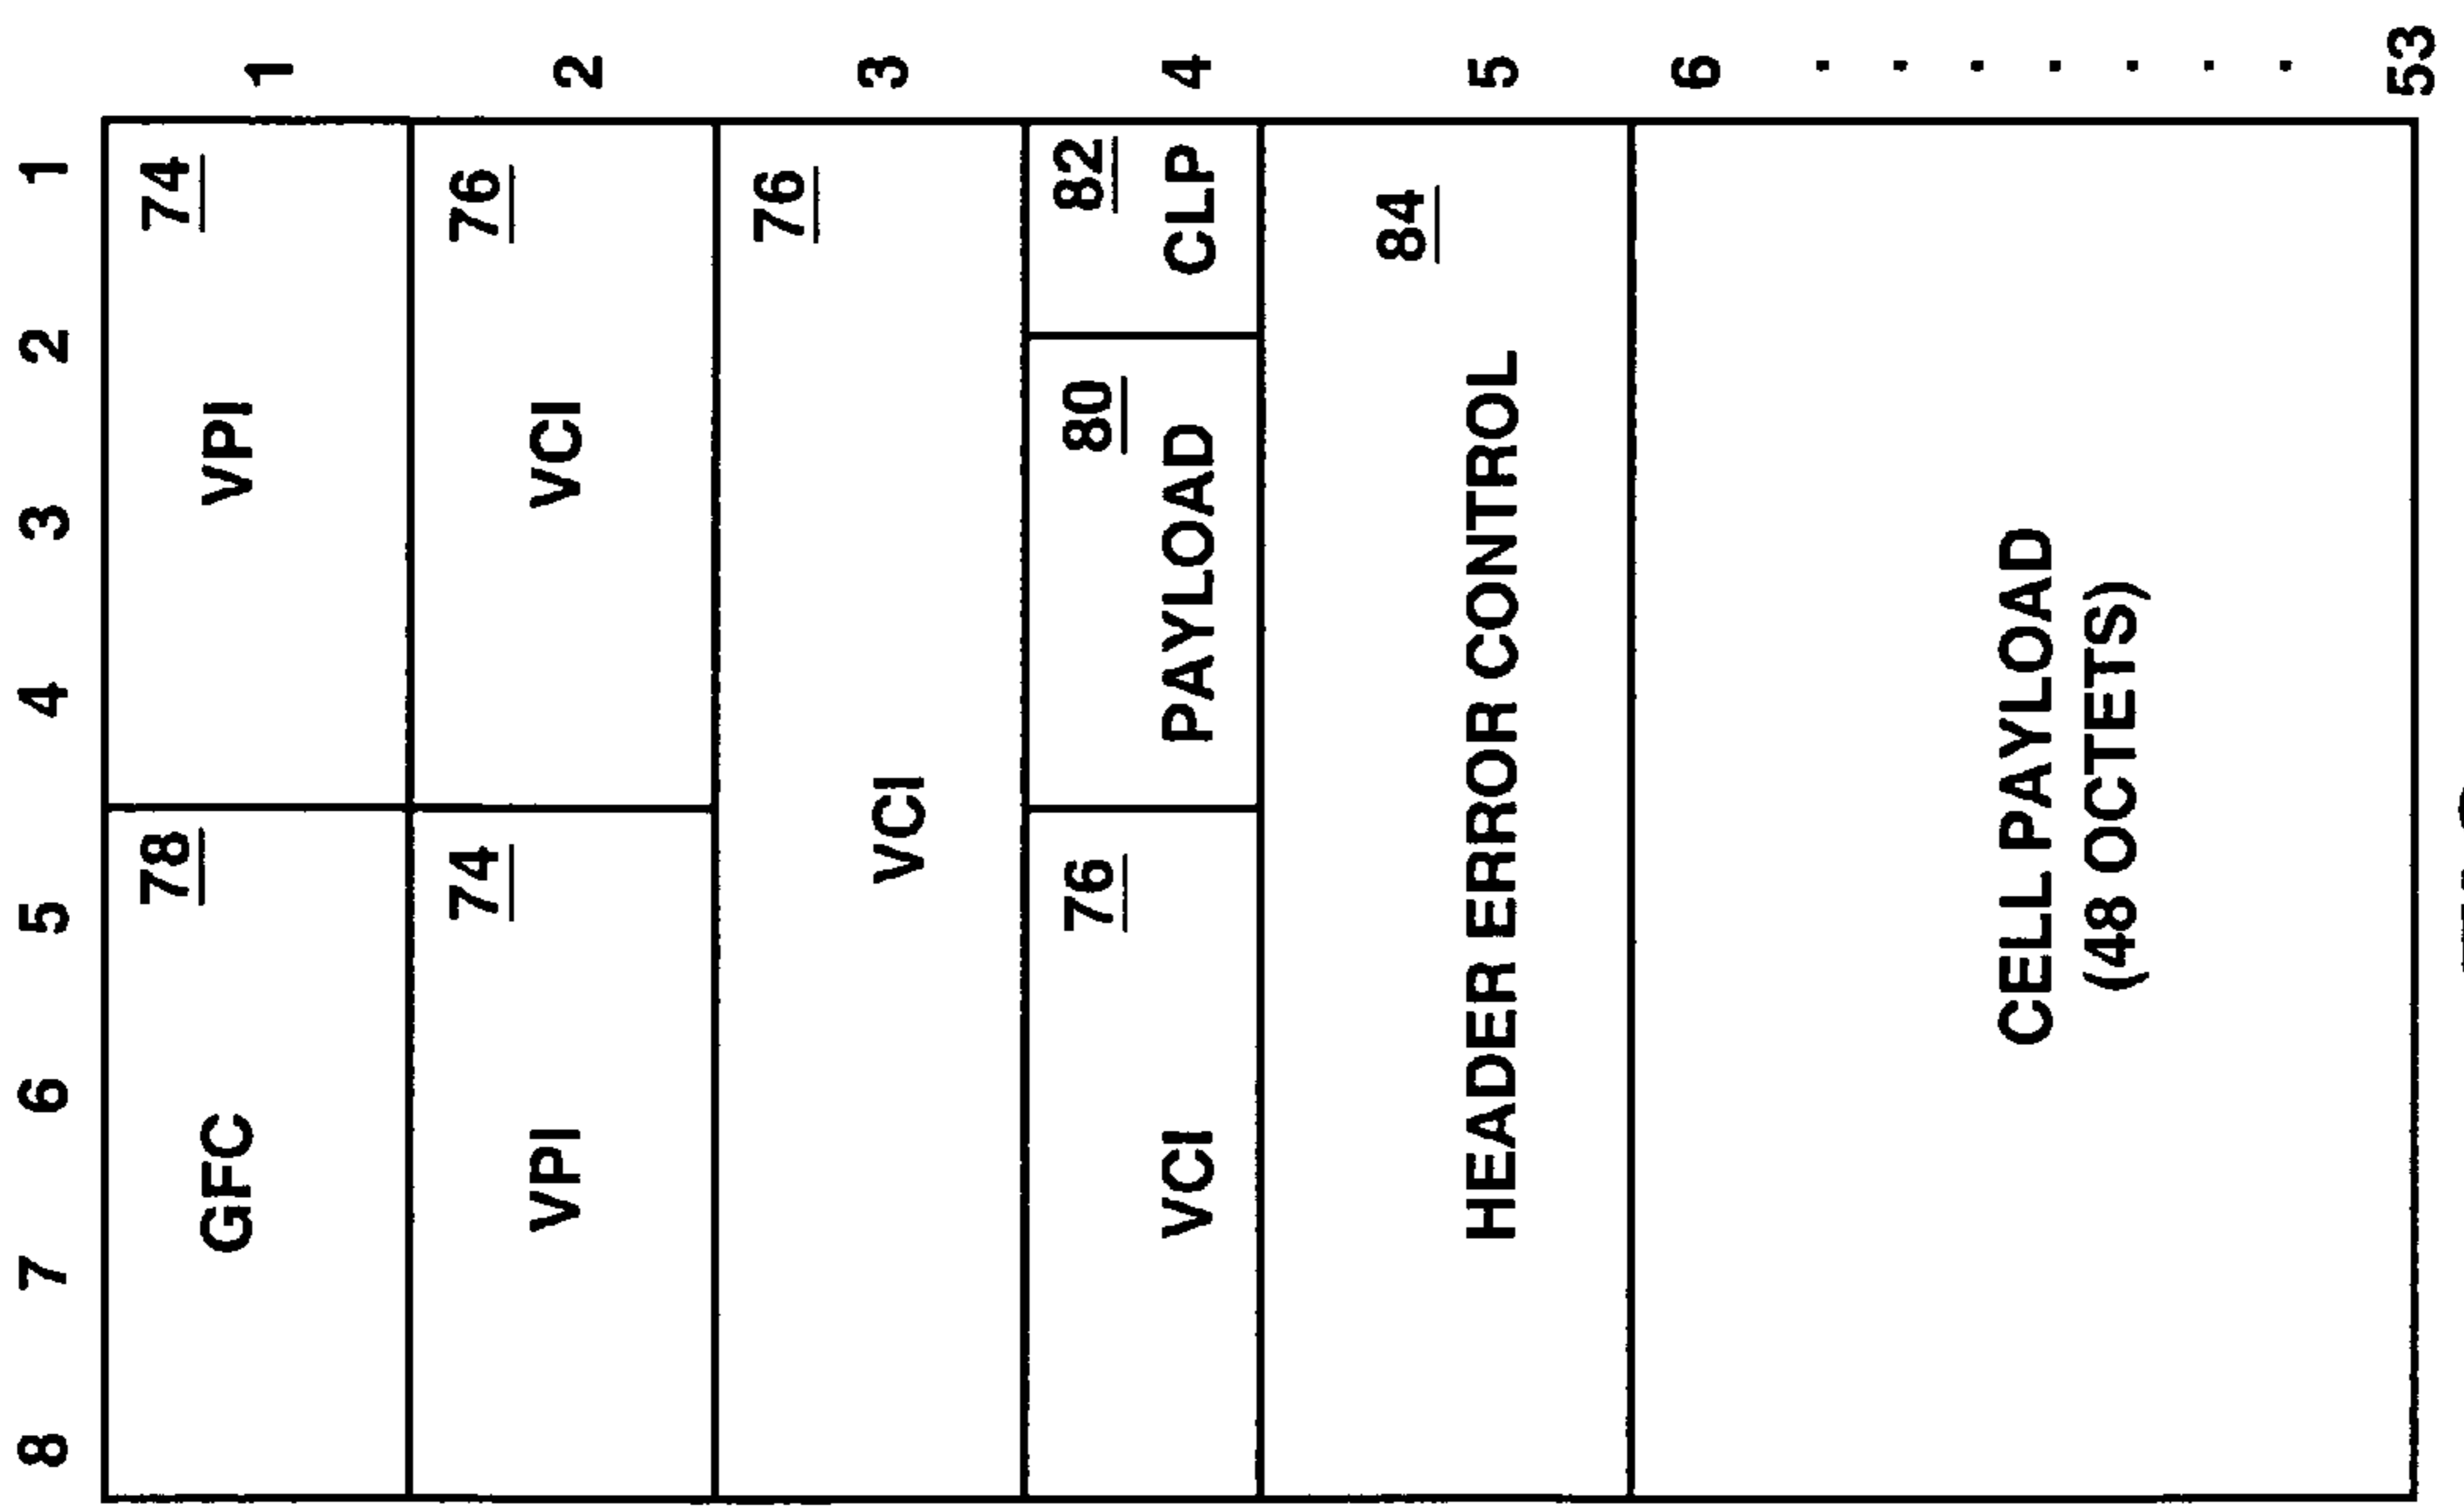 8 7 6 5 4 3 2 1
78 74
GFC VPI 1
74 76
VPI VCI 2
76
VCI 3
76 80 82
VCI PAYLOAD CLP 4
84
HEADER ERROR CONTROL 5
6
CELL PAYLOAD
(48 OCTETS)
53